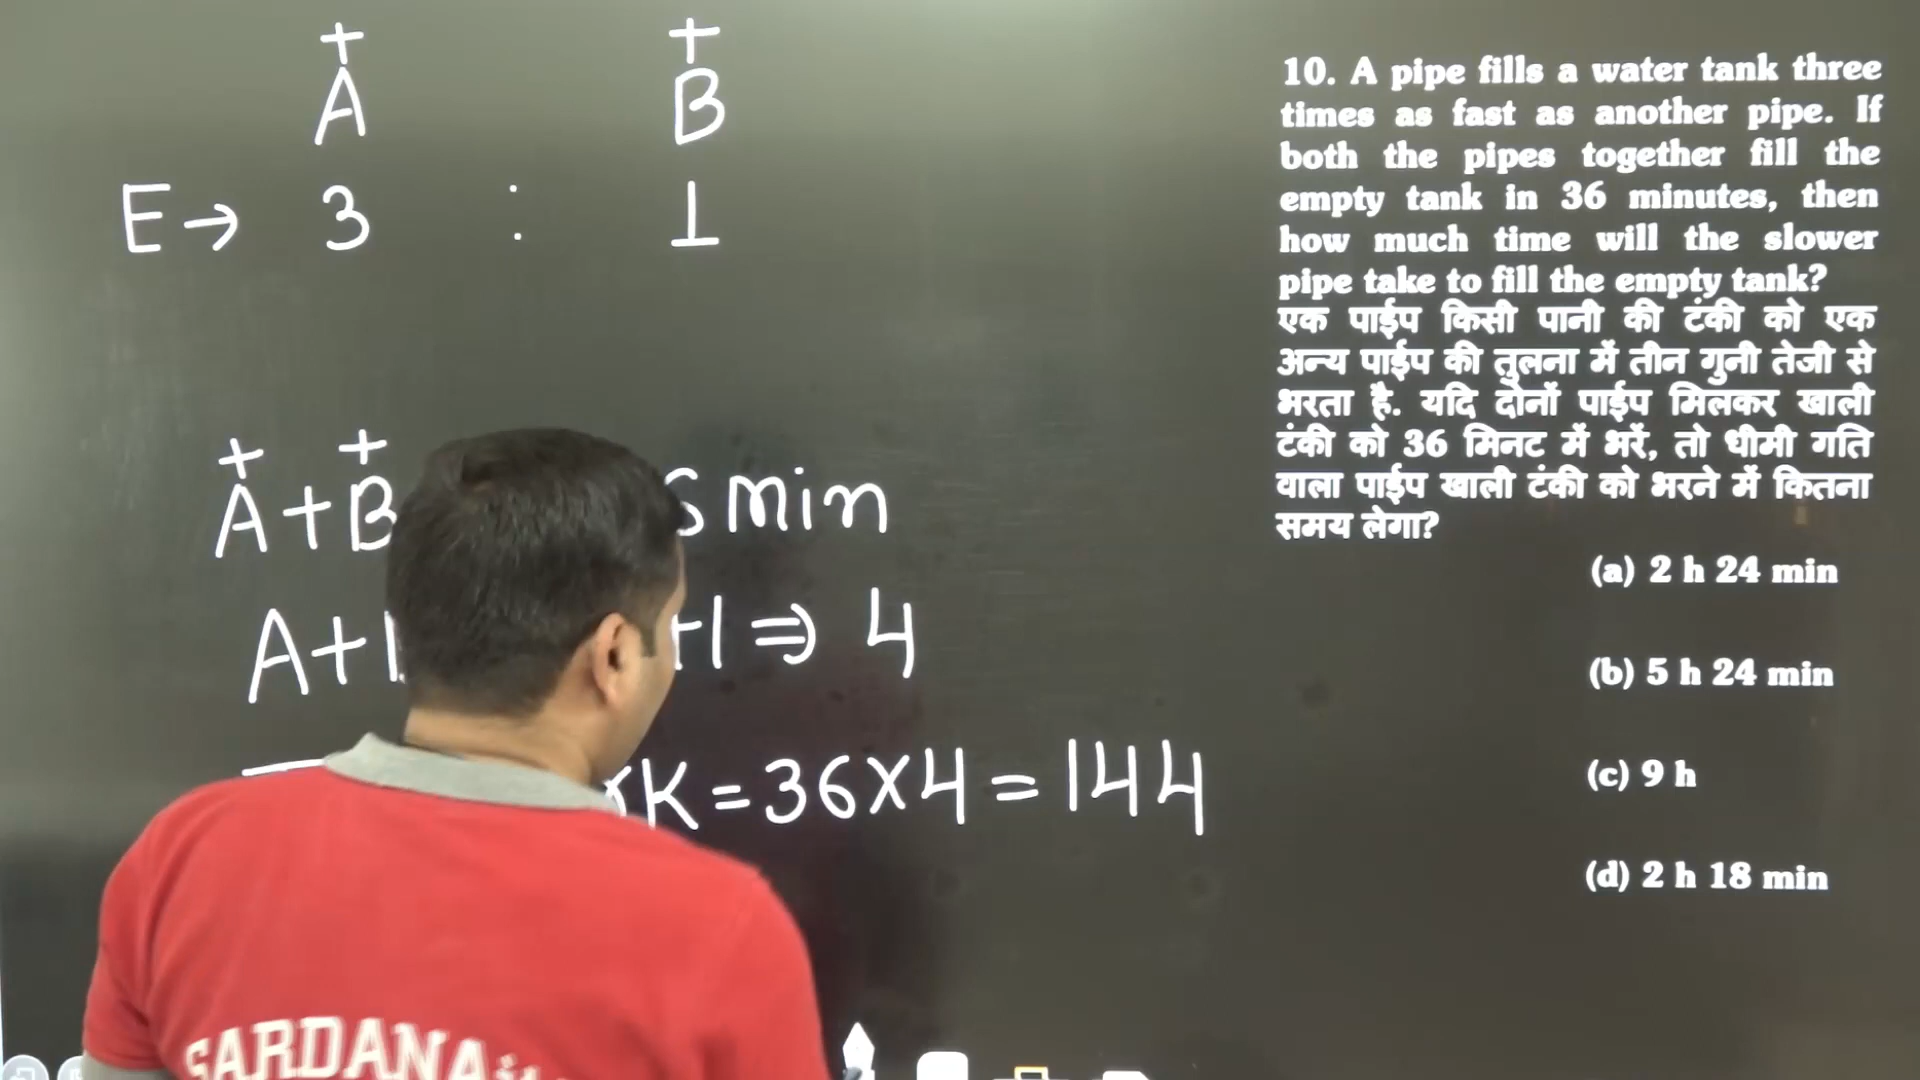 + +
A B
E → 3 : 1
+ +
A + B min
A + 1 ⇒ 4
K = 36 X 4 = 144
SARDANA
10. A pipe fills a water tank three
times as fast as another pipe. If
both the pipes together fill the
empty tank in 36 minutes, then
how much time will the slower
pipe take to fill the empty tank?
एक पाईप किसी पानी की टंकी को एक
अन्य पाईप की तुलना में तीन गुनी तेजी से
भरता है. यदि दोनों पाईप मिलकर खाली
टंकी को 36 मिनट में भरें, तो धीमी गति
वाला पाईप खाली टंकी को भरने में कितना
समय लेगा?
(a) 2 h 24 min
(b) 5 h 24 min
(c) 9 h
(d) 2 h 18 min